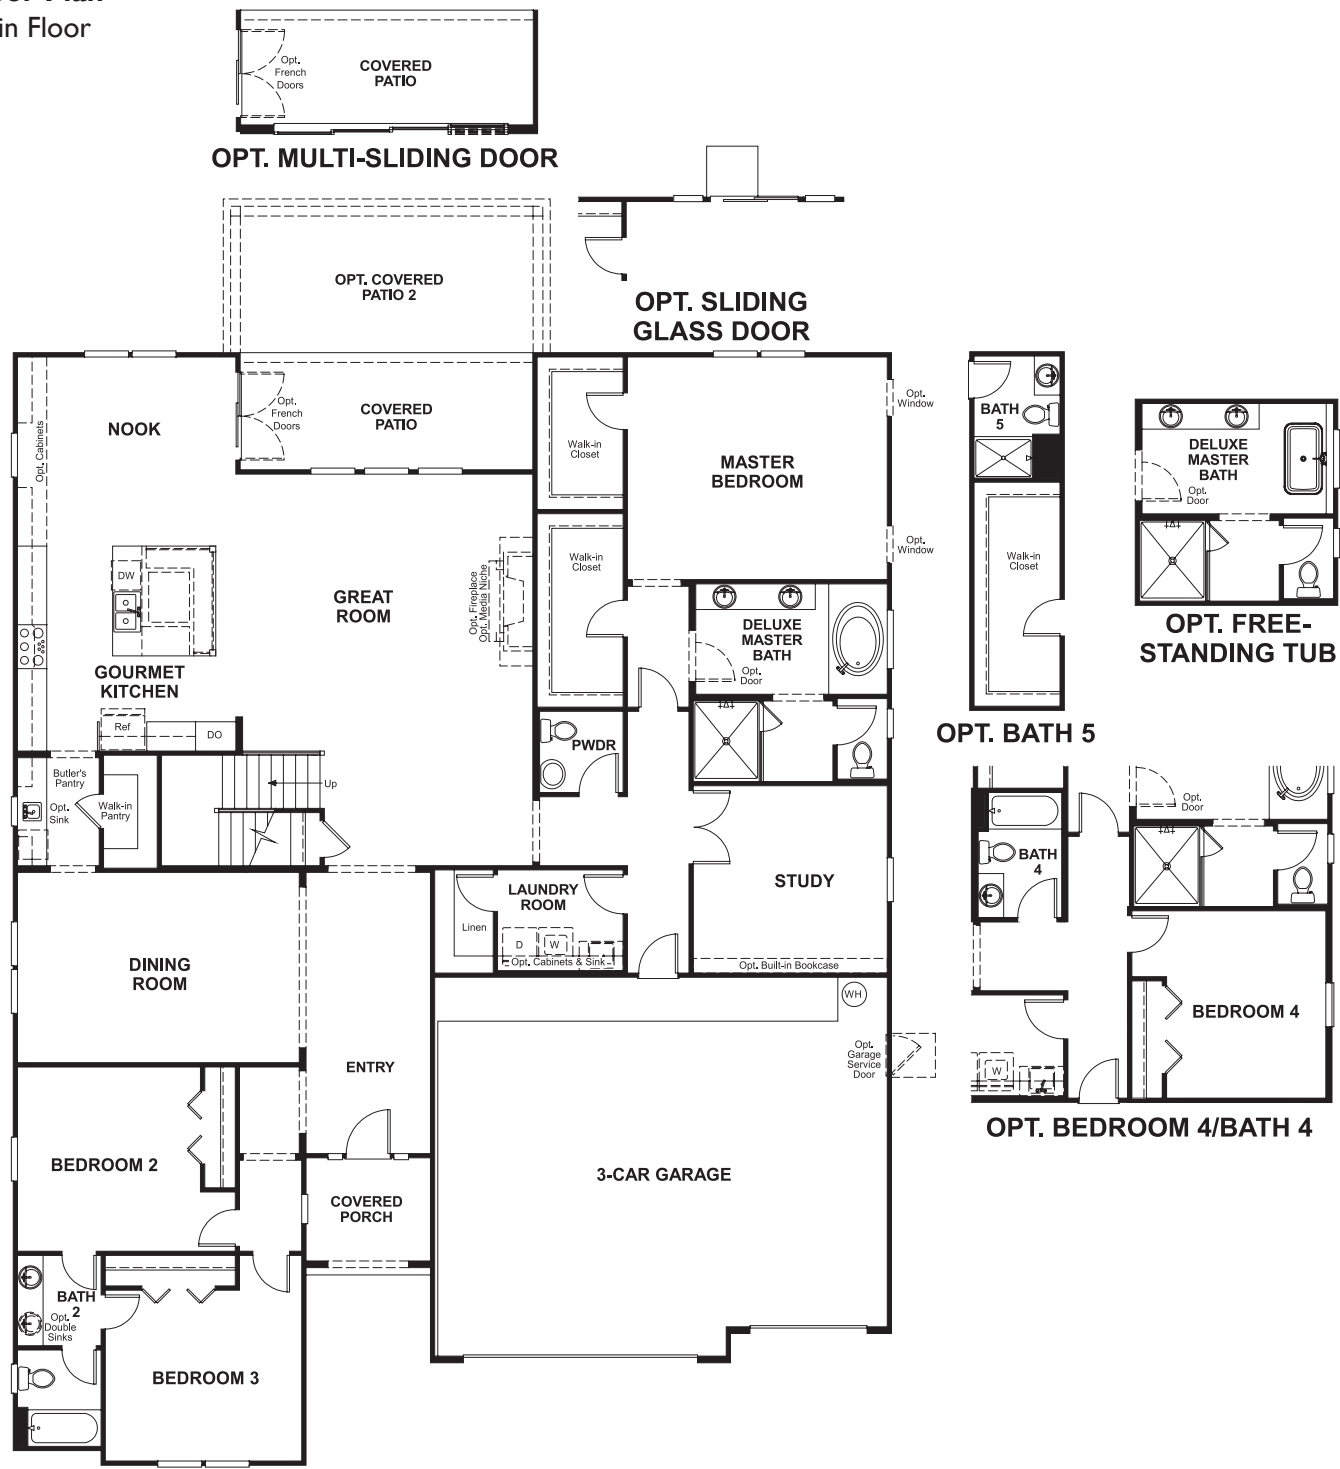 in Floor
Opt.
French
Doors
COVERED
PATIO
OPT. MULTI-SLIDING DOOR
OPT. COVERED
PATIO 2
OPT. SLIDING
GLASS DOOR
NOOK
Opt. Cabinets
Opt.
French
Doors
COVERED
PATIO
Walk-in
Closet
MASTER
BEDROOM
Opt.
Window
Opt.
Window
Walk-in
Closet
DW
GREAT
ROOM
Opt. Fireplace
Opt. Media Niche
DELUXE
MASTER
BATH
Opt.
Door
GOURMET
KITCHEN
Ref
DO
PWDR
Butler's
Pantry
Opt.
Sink
Walk-in
Pantry
Up
STUDY
Opt. Built-in Bookcase
LAUNDRY
ROOM
Linen
D
W
Opt. Cabinets & Sink
DINING
ROOM
WH
Opt.
Garage
Service
Door
ENTRY
BEDROOM 2
3-CAR GARAGE
COVERED
PORCH
BATH
2
Opt.
Double
Sinks
BEDROOM 3
BATH
5
Walk-in
Closet
OPT. BATH 5
DELUXE
MASTER
BATH
Opt.
Door
OPT. FREE-
STANDING TUB
Opt.
Door
BATH
4
BEDROOM 4
W
OPT. BEDROOM 4/BATH 4